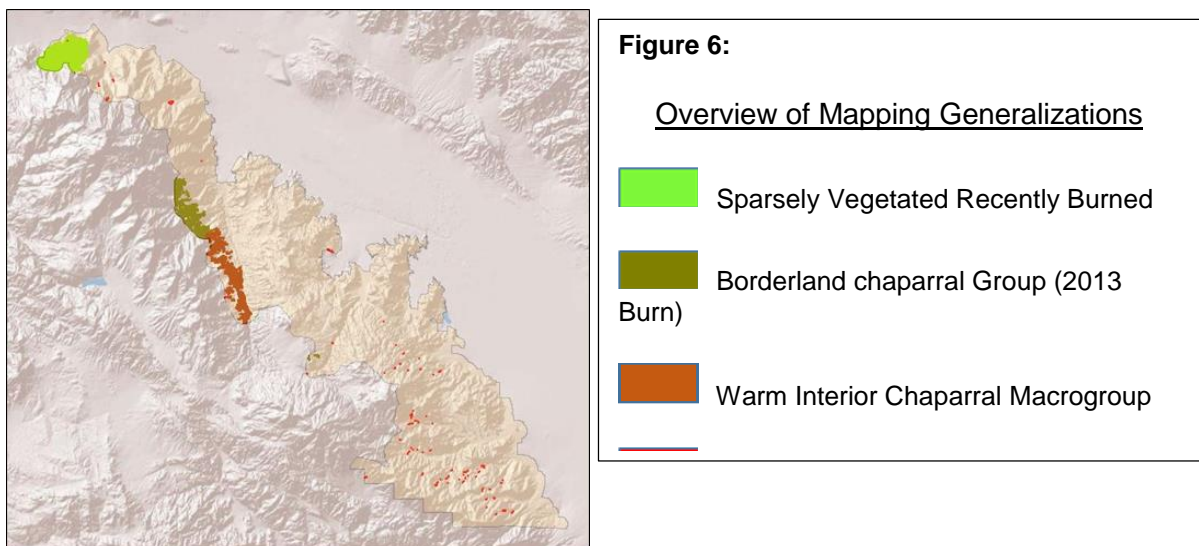 Figure 6:
Overview of Mapping Generalizations
Sparsely Vegetated Recently Burned
Borderland chaparral Group (2013
Burn)
Warm Interior Chaparral Macrogroup